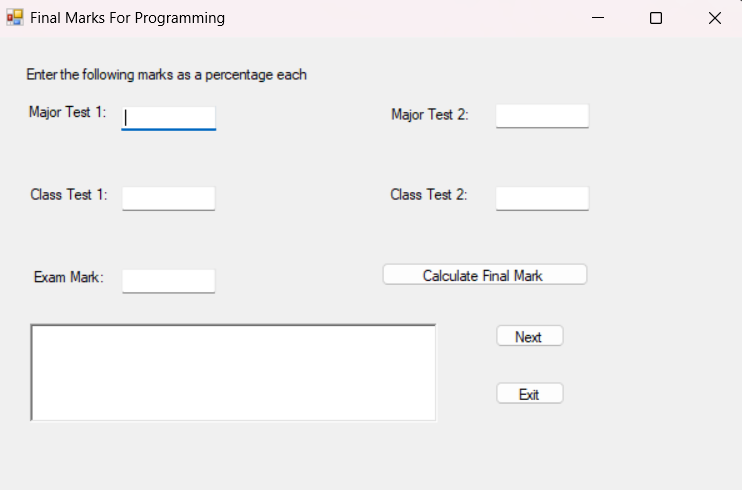 Final Marks For Programming
Enter the following marks as a percentage each
Major Test 1:
Major Test 2:
Class Test 1:
Class Test 2:
Exam Mark:
Calculate Final Mark
Next
Exit